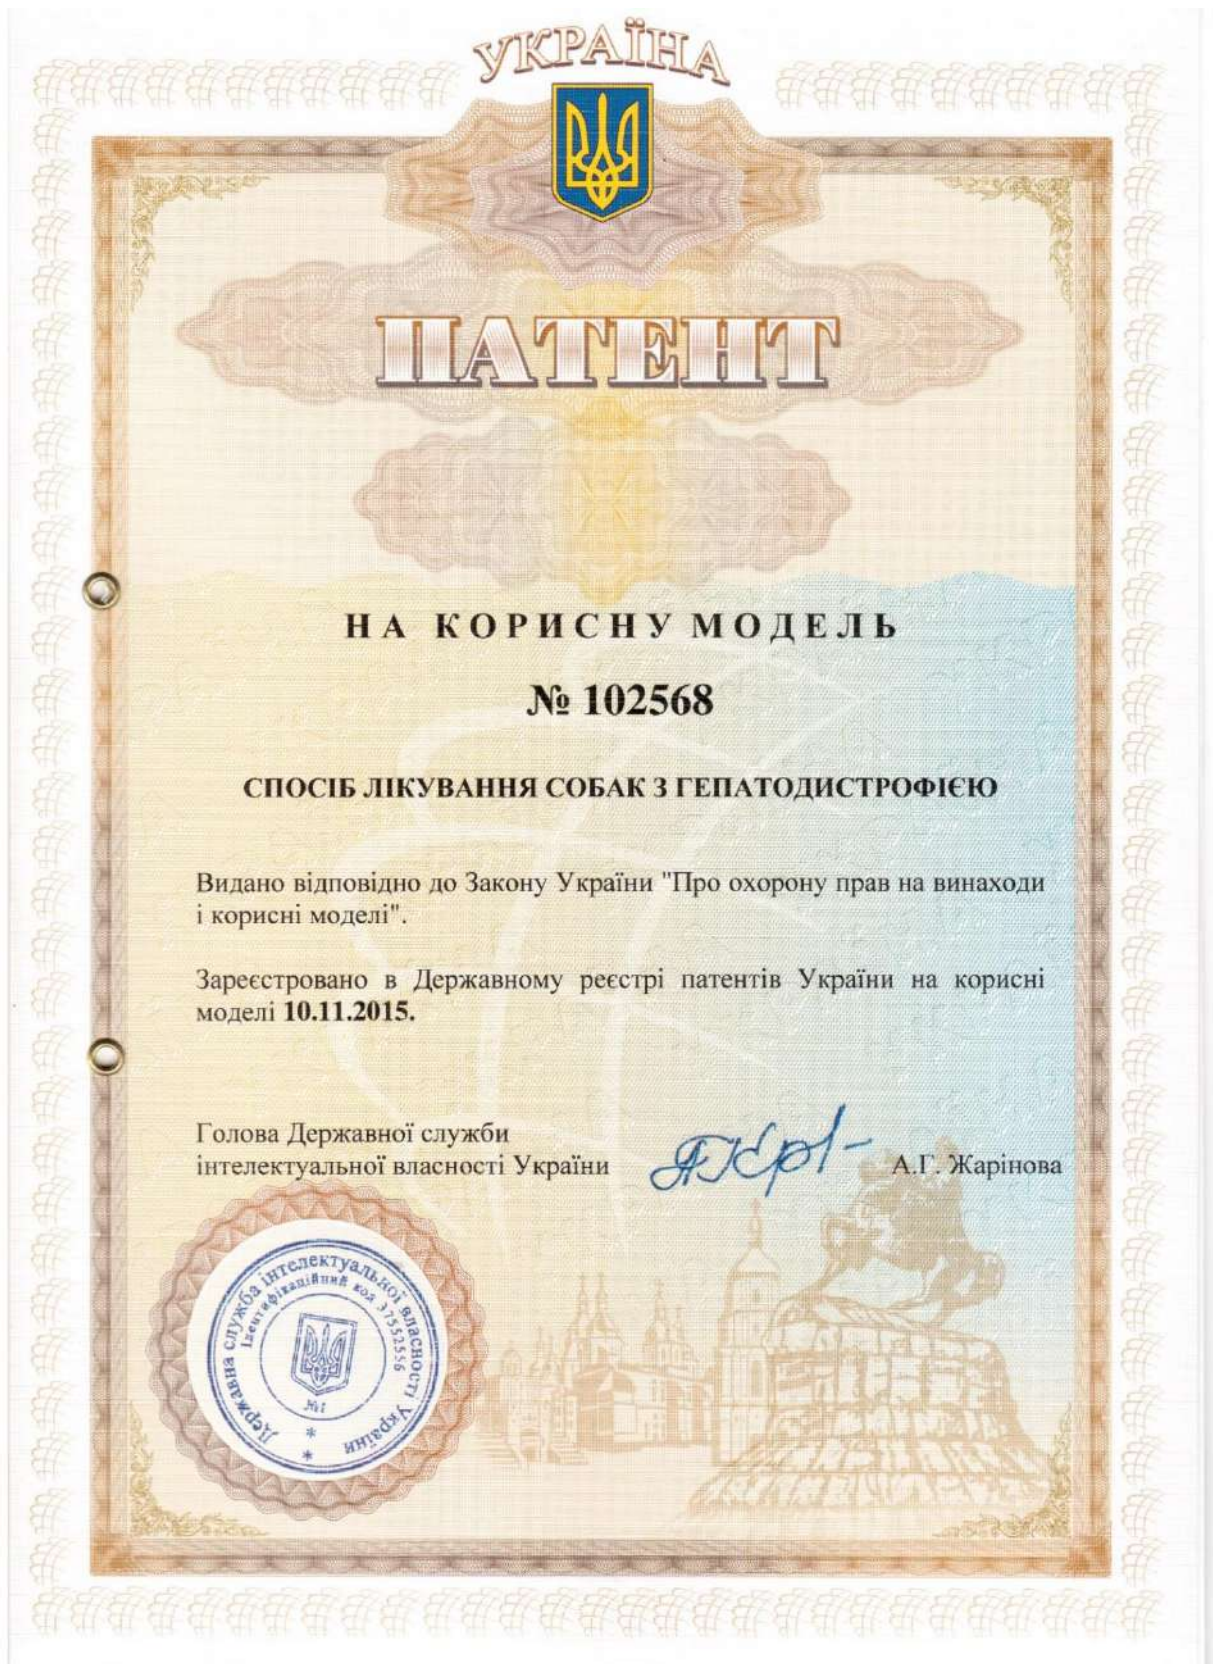 УКРАЇНА
ПАТЕНТ
НА КОРИСНУ МОДЕЛЬ
№ 102568
СПОСІБ ЛІКУВАННЯ СОБАК З ГЕПАТОДИСТРОФІЄЮ
Видано відповідно до Закону України "Про охорону прав на винаходи
і корисні моделі".
Зареєстровано в Державному реєстрі патентів України на корисні
моделі 10.11.2015.
Голова Державної служби
інтелектуальної власності України
А.Г. Жарінова
Державна служба інтелектуальної власності України
Ідентифікаційний код 37552556
№1